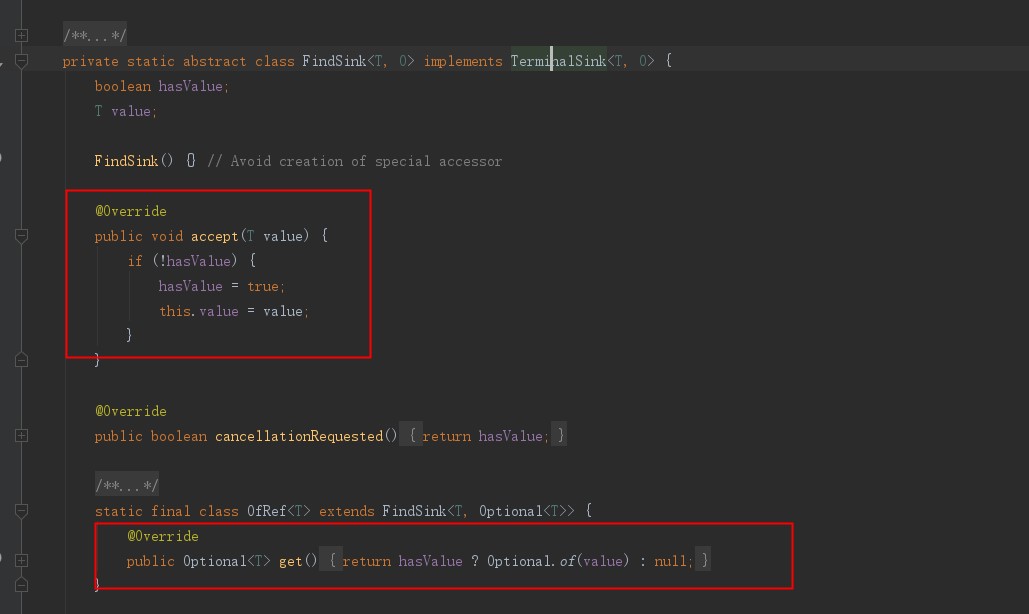 /**...*/
private static abstract class FindSink<T, O> implements TerminalSink<T, O> {
boolean hasValue;
T value;
FindSink() {} // Avoid creation of special accessor
@Override
public void accept(T value) {
if (!hasValue) {
hasValue = true;
this.value = value;
}
}
@Override
public boolean cancellationRequested() { return hasValue; }
/**...*/
static final class OfRef<T> extends FindSink<T, Optional<T>> {
@Override
public Optional<T> get() { return hasValue ? Optional.of(value) : null; }
}